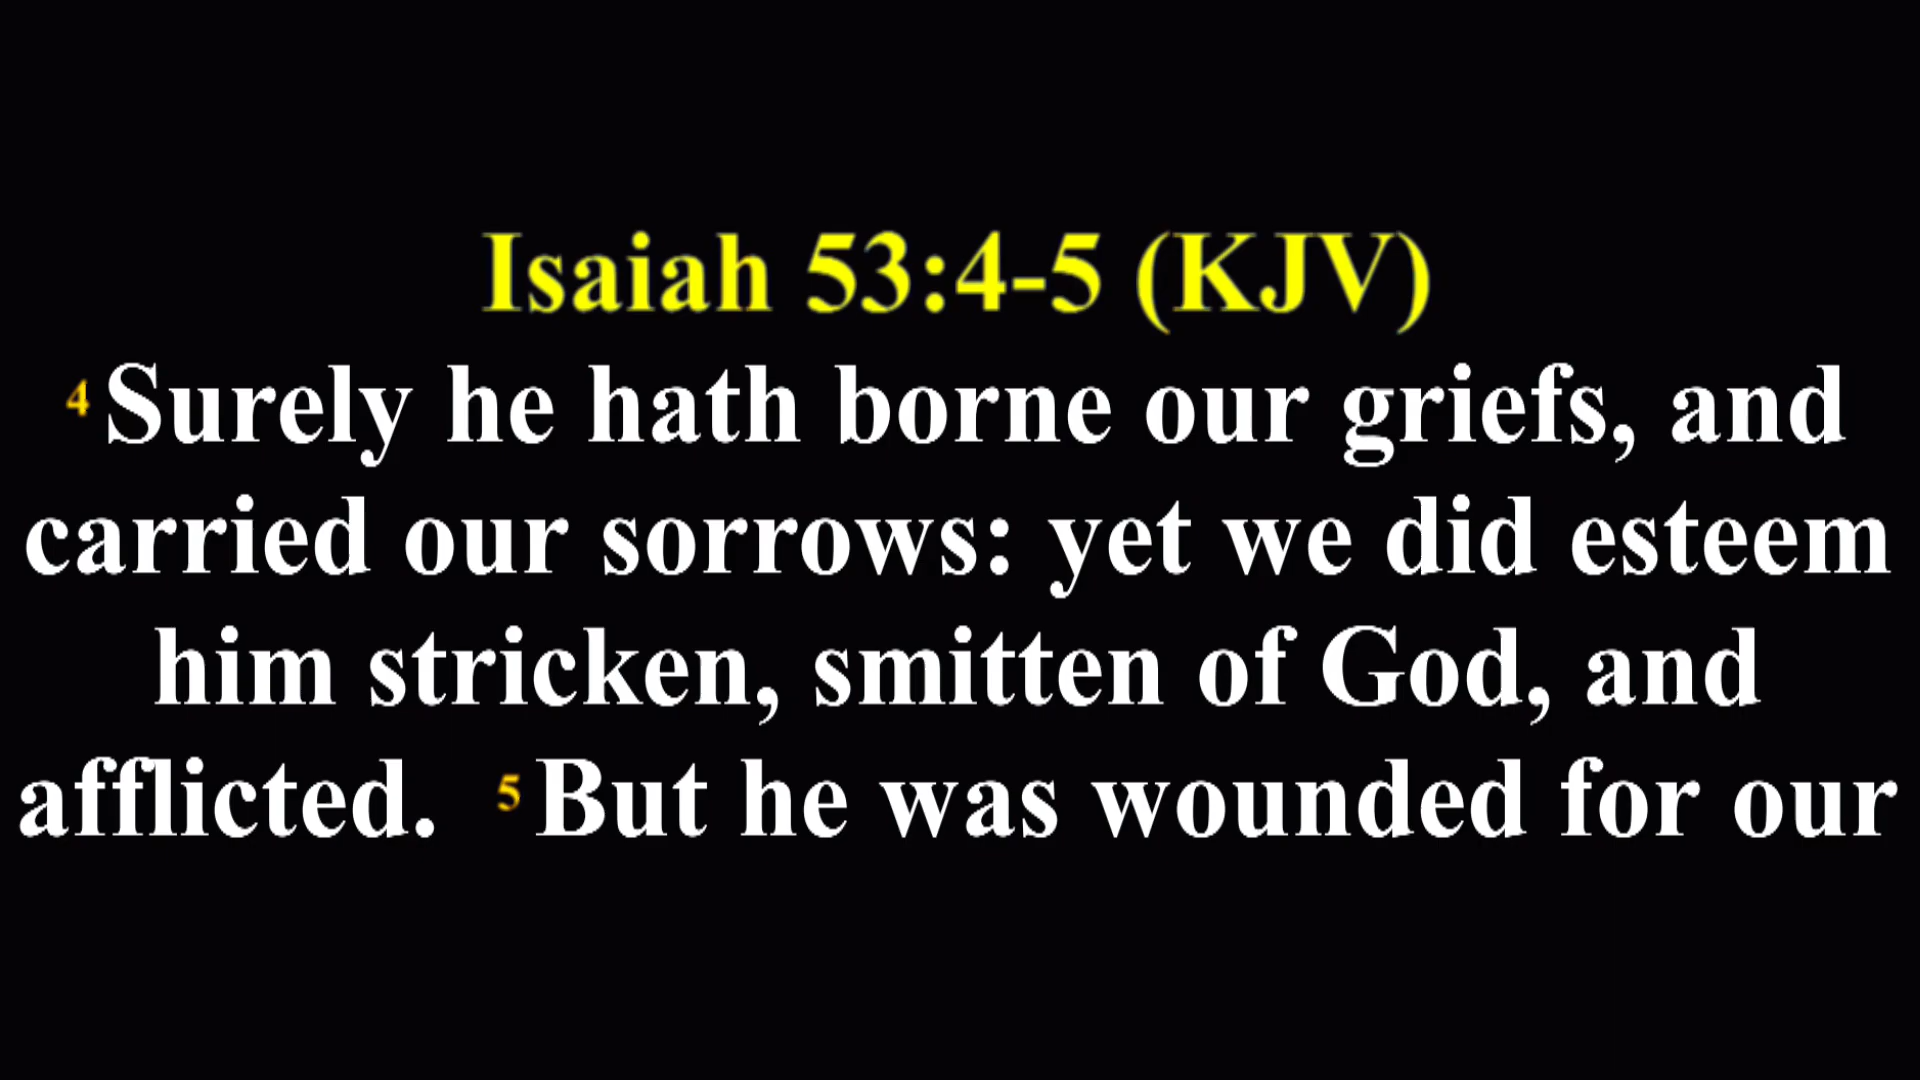 Isaiah 53:4-5 (KJV)
4 Surely he hath borne our griefs, and
carried our sorrows: yet we did esteem
him stricken, smitten of God, and
afflicted. 5 But he was wounded for our